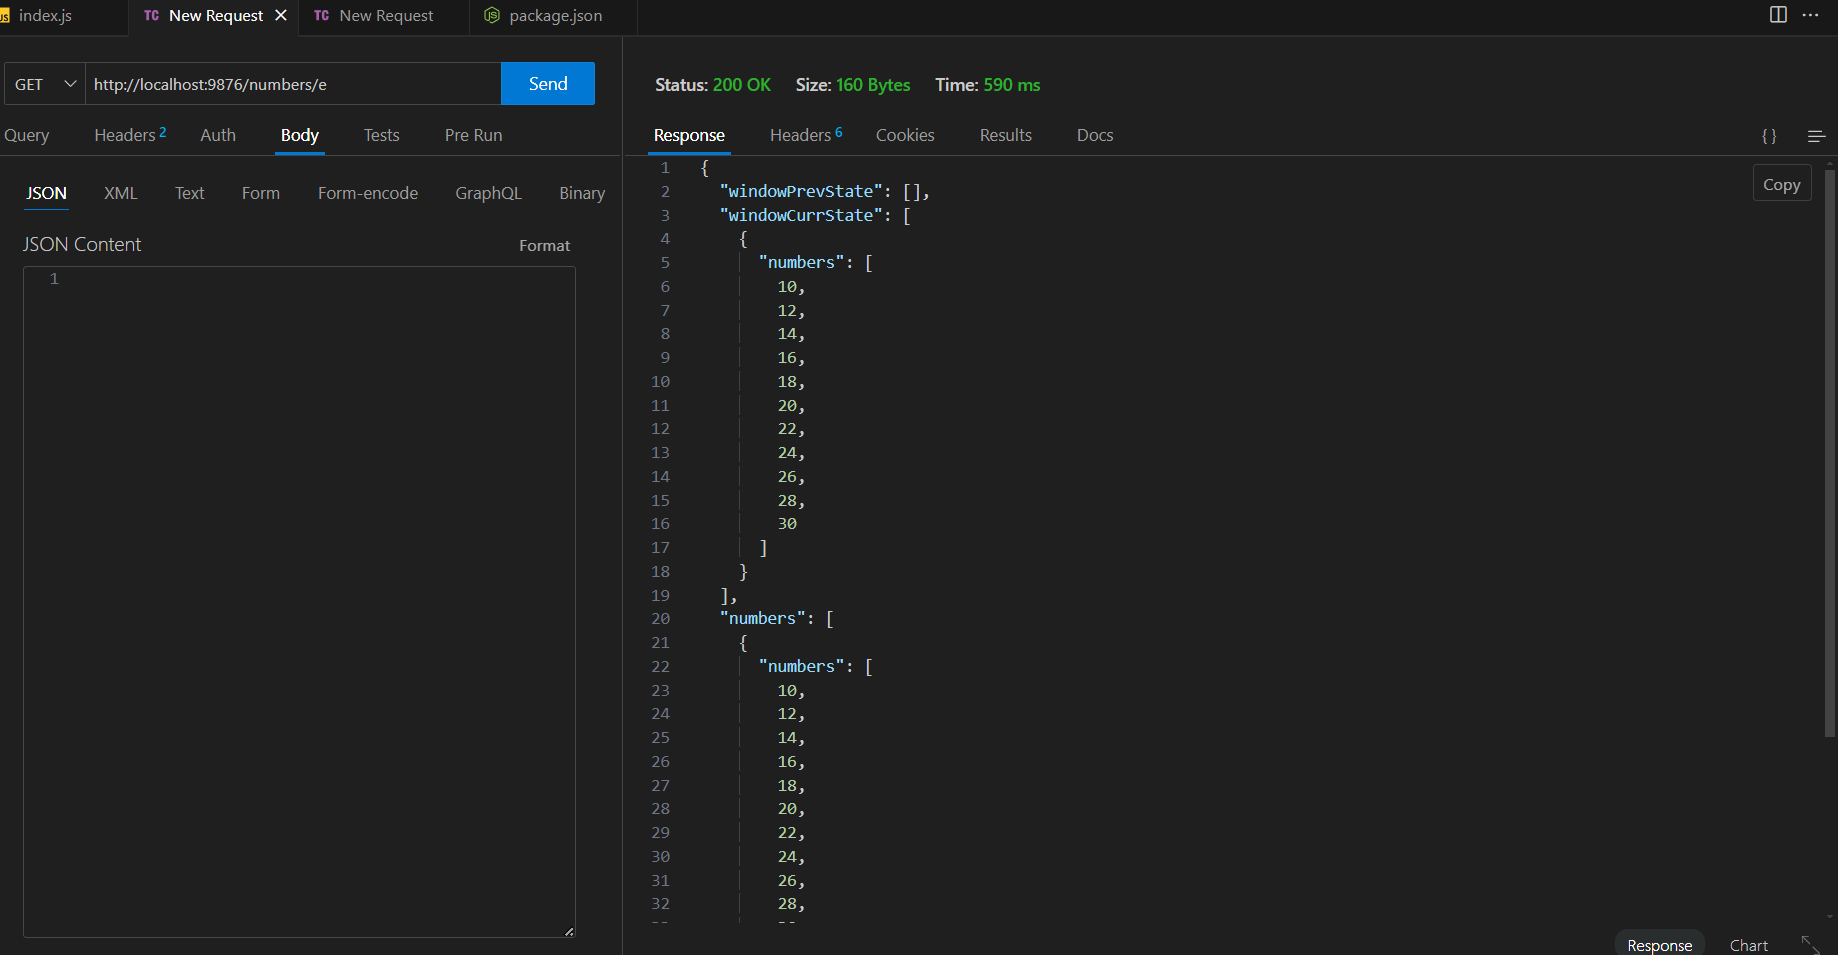 JS index.js
TC New Request
TC New Request
JS package.json
GET http://localhost:9876/numbers/e Send
Query Headers 2 Auth Body Tests Pre Run
JSON XML Text Form Form-encode GraphQL Binary
JSON Content Format
1
Status: 200 OK Size: 160 Bytes Time: 590 ms
Response Headers 6 Cookies Results Docs { }
Copy
1 {
2 "windowPrevState": [],
3 "windowCurrState": [
4 {
5 "numbers": [
6 10,
7 12,
8 14,
9 16,
10 18,
11 20,
12 22,
13 24,
14 26,
15 28,
16 30
17 ]
18 }
19 ],
20 "numbers": [
21 {
22 "numbers": [
23 10,
24 12,
25 14,
26 16,
27 18,
28 20,
29 22,
30 24,
31 26,
32 28,
Response Chart